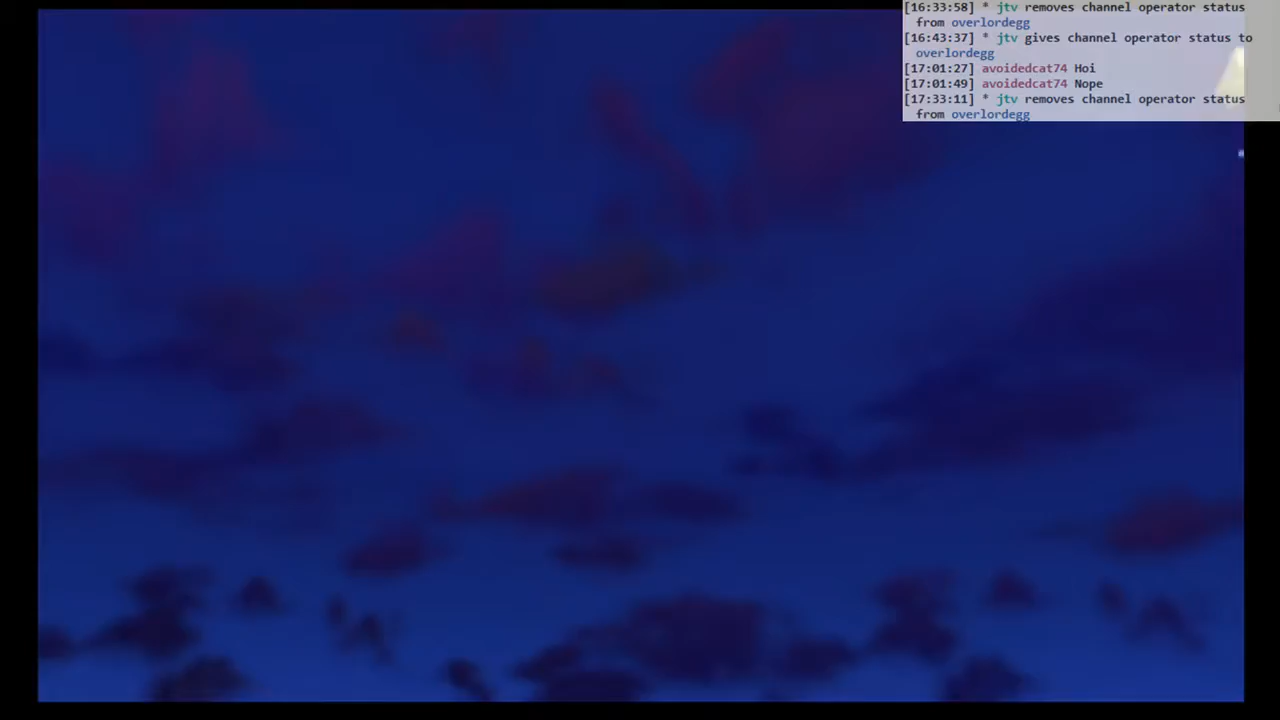 [16:33:58] * jtv removes channel operator status
from overlordegg
[16:43:37] * jtv gives channel operator status to
overlordegg
[17:01:27] avoidedcat74 Hoi
[17:01:49] avoidedcat74 Nope
[17:33:11] * jtv removes channel operator status
from overlordegg